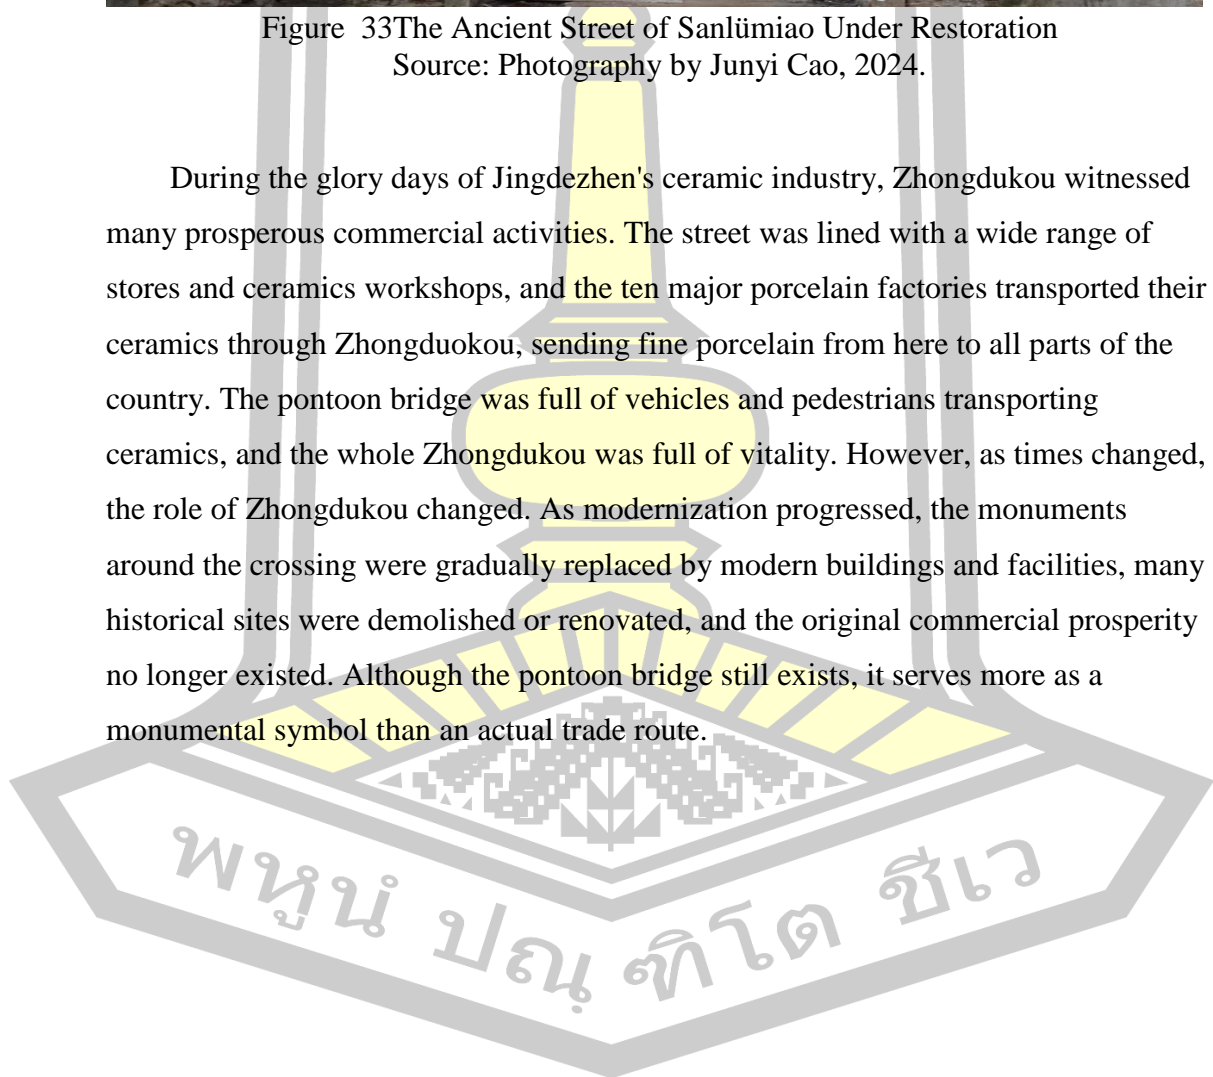 Figure  33The Ancient Street of Sanlümiao Under Restoration
Source: Photography by Junyi Cao, 2024.
During the glory days of Jingdezhen's ceramic industry, Zhongdukou witnessed
many prosperous commercial activities. The street was lined with a wide range of
stores and ceramics workshops, and the ten major porcelain factories transported their
ceramics through Zhongduokou, sending fine porcelain from here to all parts of the
country. The pontoon bridge was full of vehicles and pedestrians transporting
ceramics, and the whole Zhongdukou was full of vitality. However, as times changed,
the role of Zhongdukou changed. As modernization progressed, the monuments
around the crossing were gradually replaced by modern buildings and facilities, many
historical sites were demolished or renovated, and the original commercial prosperity
no longer existed. Although the pontoon bridge still exists, it serves more as a
monumental symbol than an actual trade route.
พหูนํ ปณฺฑิโต ชีเว